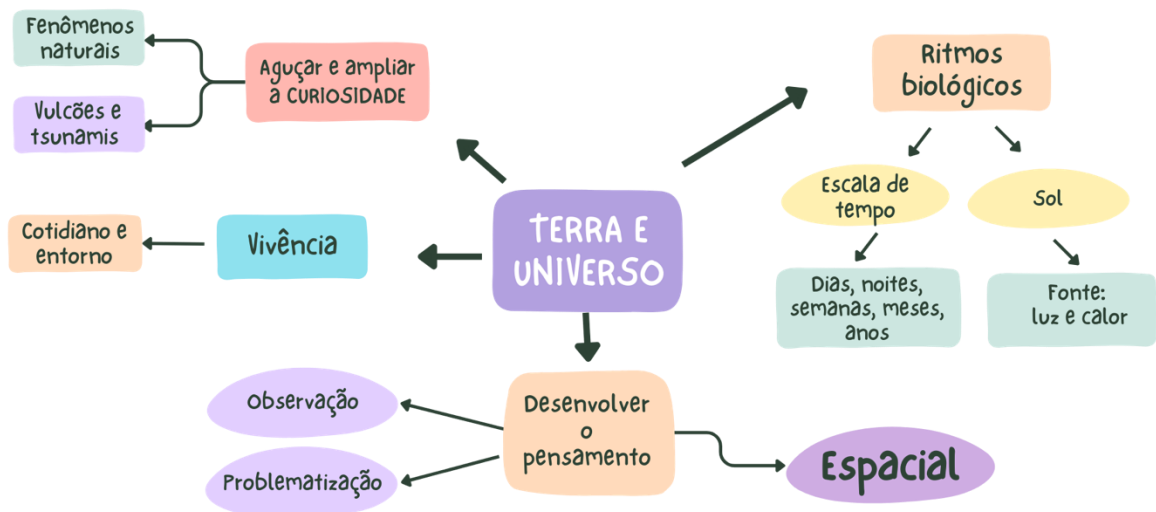 Fenômenos
naturais
Vulcões e
tsunamis
Aguçar e ampliar
a CURIOSIDADE
Ritmos
biológicos
Escala de
tempo
Sol
Dias, noites,
semanas, meses,
anos
Fonte:
luz e calor
TERRA E
UNIVERSO
Vivência
Cotidiano e
entorno
Desenvolver
o
pensamento
Observação
Problematização
Espacial